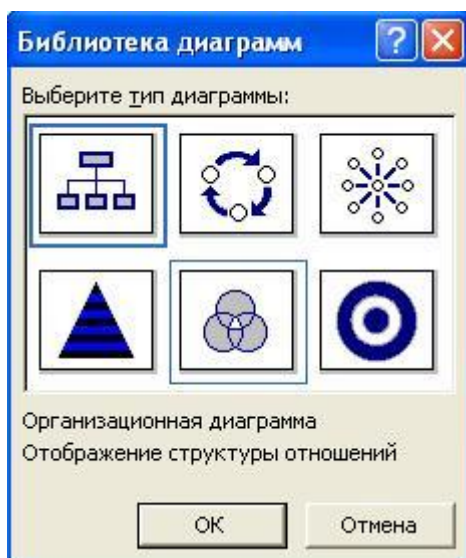 Библиотека диаграмм
Выберите тип диаграммы:
Организационная диаграмма
Отображение структуры отношений
ОК
Отмена